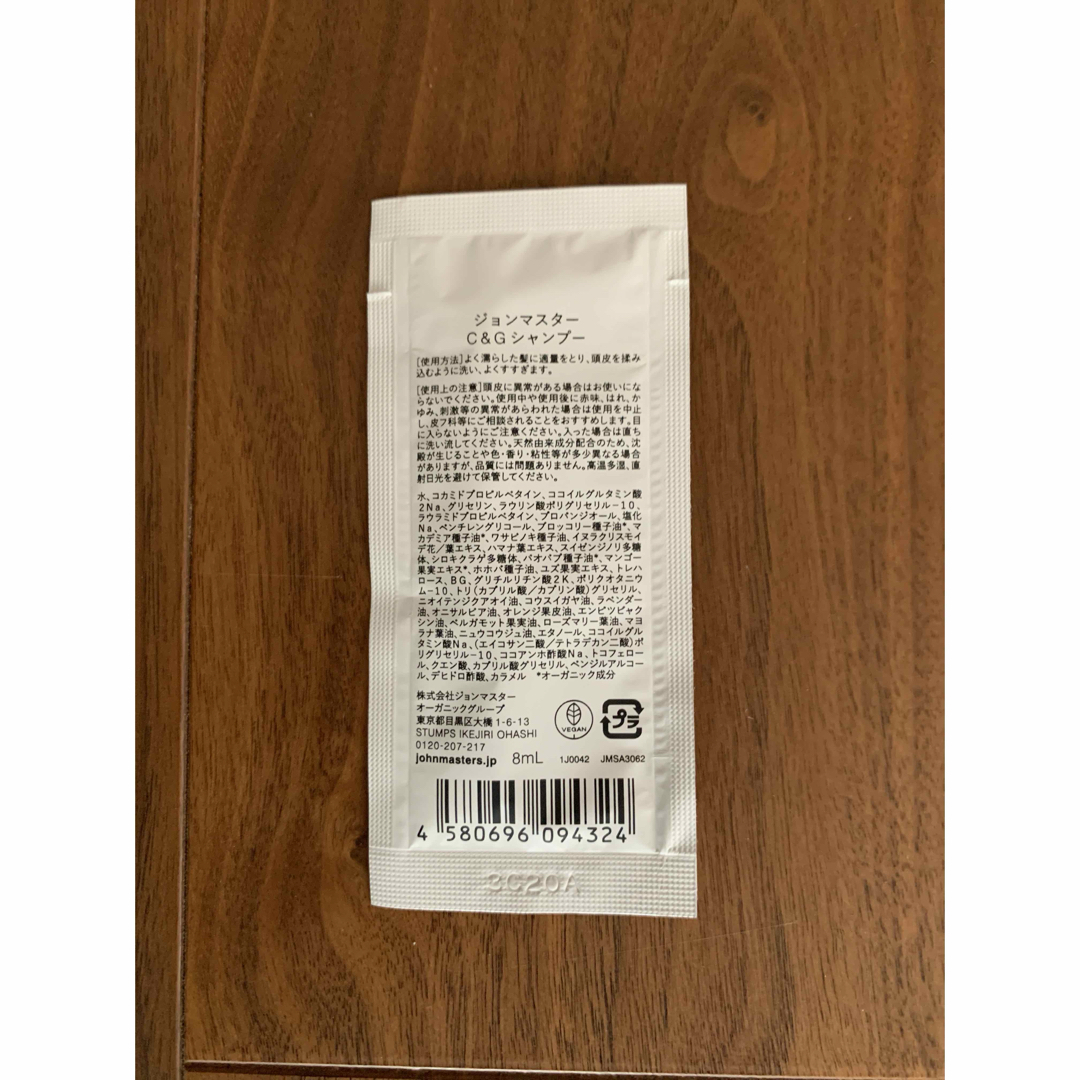 ジョンマスター
C&Gシャンプー
[使用方法]よく濡らした髪に適量をとり、頭皮を揉み
込むように洗い、よくすすぎます。
[使用上の注意]頭皮に異常がある場合はお使いにな
らないでください。使用中や使用後に赤味、はれ、か
ゆみ、刺激等の異常があらわれた場合は使用を中止
し、皮フ科等にご相談されることをおすすめします。目
に入らないようにご注意ください。入った場合は直ち
に洗い流してください。天然由来成分配合のため、沈
殿が生じることや色・香り・粘性等が多少異なる場合
がありますが、品質には問題ありません。高温多湿、直
射日光を避けて保管してください。
水、コカミドプロピルベタイン、ココイルグルタミン酸
2Na、グリセリン、ラウリン酸ポリグリセリル-10、
ラウラミドプロピルベタイン、プロパンジオール、塩化
Na、ペンチレングリコール、ブロッコリー種子油*、マ
カデミア種子油*、ワサビノキ種子油、イヌラクリスモイ
デ花/葉エキス、ハマナ葉エキス、スイゼンジノリ多糖
体、シロキクラゲ多糖体、バオバブ種子油*、マンゴー
果実エキス*、ホホバ種子油、ユズ果実エキス、トレハ
ロース、BG、グリチルリチン酸2K、ポリクオタニウ
ム-10、トリ(カプリル酸/カプリン酸)グリセリル、
ニオイテンジクアオイ油、コウスイガヤ油、ラベンダー
油、オニサルビア油、オレンジ果皮油、エンピツビャク
シン油、ベルガモット果実油、ローズマリー葉油、マヨ
ラナ葉油、ニュウコウジュ油、エタノール、ココイルグル
タミン酸Na、(エイコサン二酸/テトラデカン二酸)ポ
リグリセリル-10、ココアンホ酢酸Na、トコフェロー
ル、クエン酸、カプリル酸グリセリル、ベンジルアルコー
ル、デヒドロ酢酸、カラメル *オーガニック成分
株式会社ジョンマスター
オーガニックグループ
東京都目黒区大橋1-6-13
STUMPS IKEJIRI OHASHI
0120-207-217
VEGAN
プラ
johnmasters.jp 8mL 1J0042 JMSA3062
4 580696 094324
3C20A